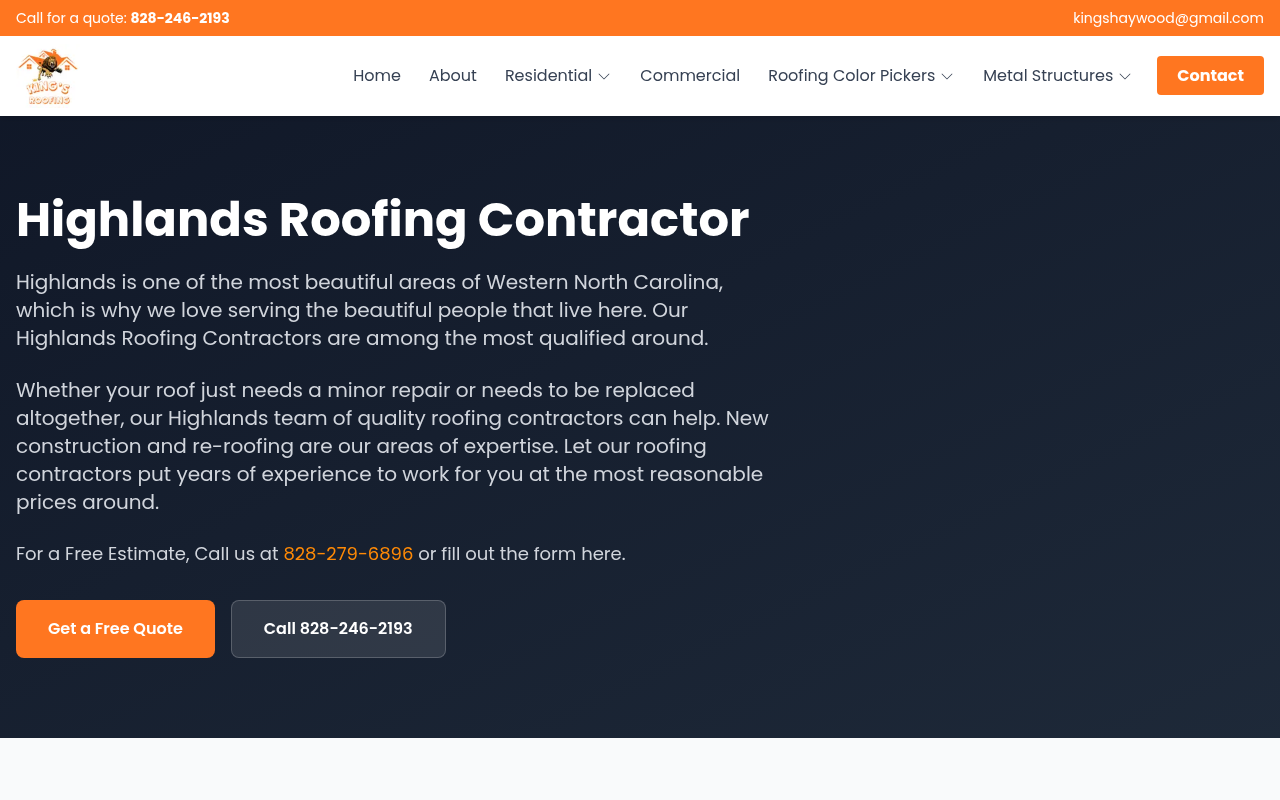 Call for a quote: 828-246-2193
kingshaywood@gmail.com
KING'S
ROOFING
Home
About
Residential
Commercial
Roofing Color Pickers
Metal Structures
Contact
Highlands Roofing Contractor
Highlands is one of the most beautiful areas of Western North Carolina,
which is why we love serving the beautiful people that live here. Our
Highlands Roofing Contractors are among the most qualified around.
Whether your roof just needs a minor repair or needs to be replaced
altogether, our Highlands team of quality roofing contractors can help. New
construction and re-roofing are our areas of expertise. Let our roofing
contractors put years of experience to work for you at the most reasonable
prices around.
For a Free Estimate, Call us at 828-279-6896 or fill out the form here.
Get a Free Quote
Call 828-246-2193